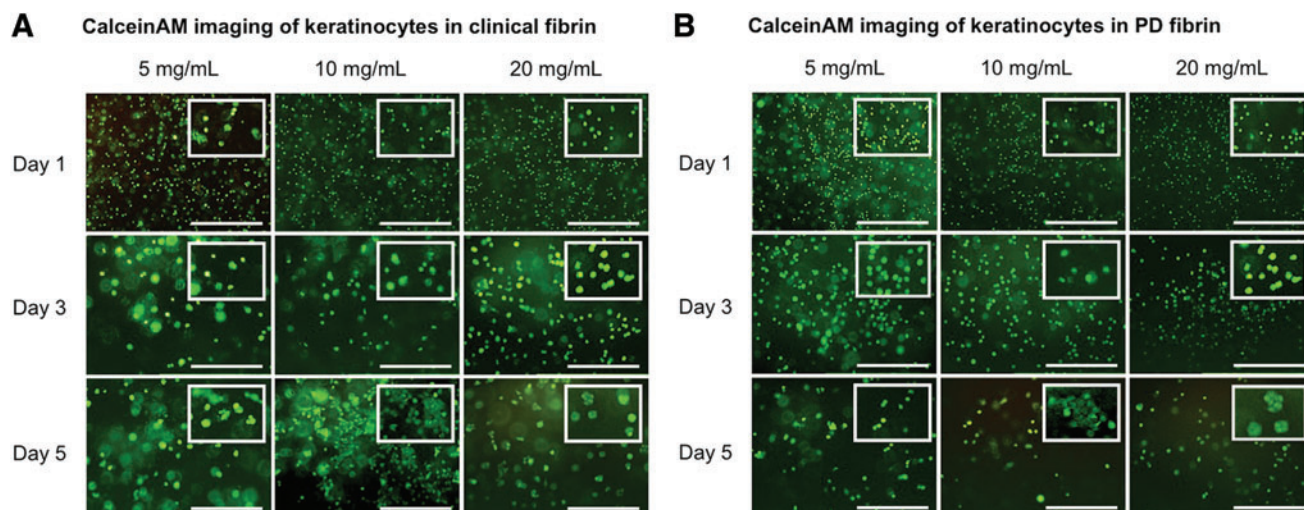 A CalceinAM imaging of keratinocytes in clinical fibrin
5 mg/mL 10 mg/mL 20 mg/mL
Day 1
Day 3
Day 5
B CalceinAM imaging of keratinocytes in PD fibrin
5 mg/mL 10 mg/mL 20 mg/mL
Day 1
Day 3
Day 5